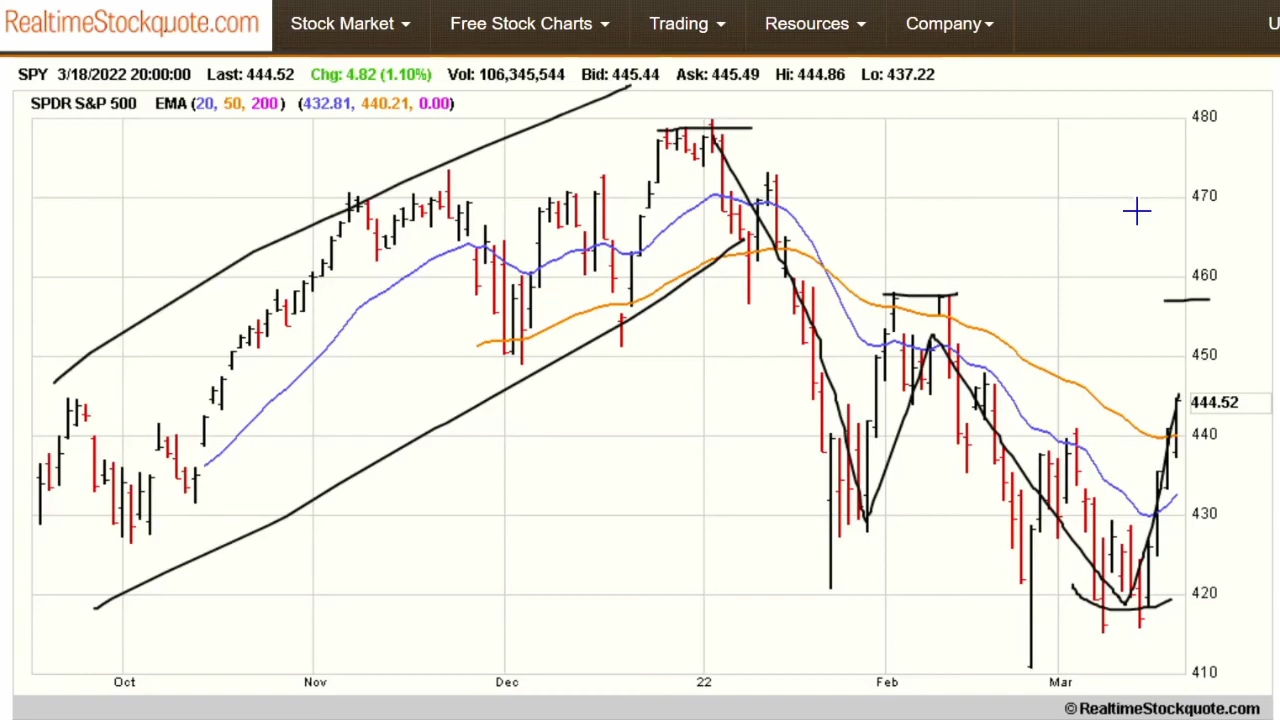 RealtimeStockquote.com Stock Market Free Stock Charts Trading Resources Company U
SPY 3/18/2022 20:00:00 Last: 444.52 Chg: 4.82 (1.10%) Vol: 106,345,544 Bid: 445.44 Ask: 445.49 Hi: 444.86 Lo: 437.22
SPDR S&P 500 EMA (20, 50, 200) (432.81, 440.21, 0.00)
480
470
460
450
444.52
440
430
420
410
Oct Nov Dec 22 Feb Mar
© RealtimeStockquote.com